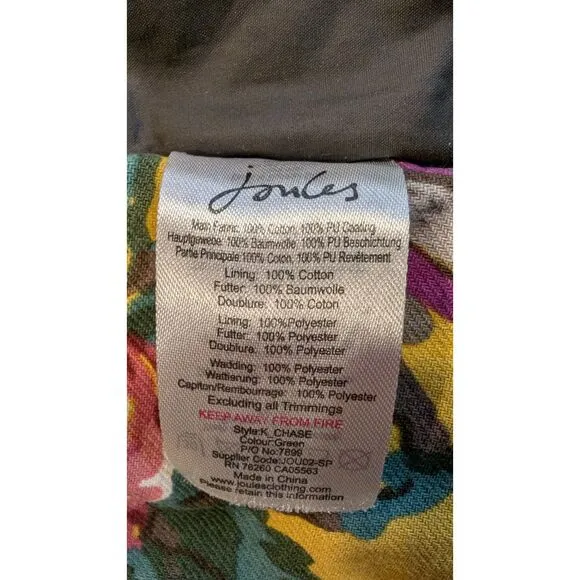 Joules
Main Fabric: 100% Cotton, 100% PU Coating
Hauptgewebe: 100% Baumwolle, 100% PU Beschichtung
Partie Principale: 100% Coton, 100% PU Revêtement
Lining: 100% Cotton
Futter: 100% Baumwolle
Doublure: 100% Coton
Lining: 100%Polyester
Futter: 100% Polyester
Doublure: 100% Polyester
Wadding: 100% Polyester
Wattierung: 100% Polyester
Capiton/Rembourrage: 100% Polyester
Excluding all Trimmings
KEEP AWAY FROM FIRE
Style:K_CHASE
Colour:Green
P/O No:7899
Supplier Code:JOU02-SP
RN 76260 CA05563
Made in China
www.joulesclothing.com
Please retain this information